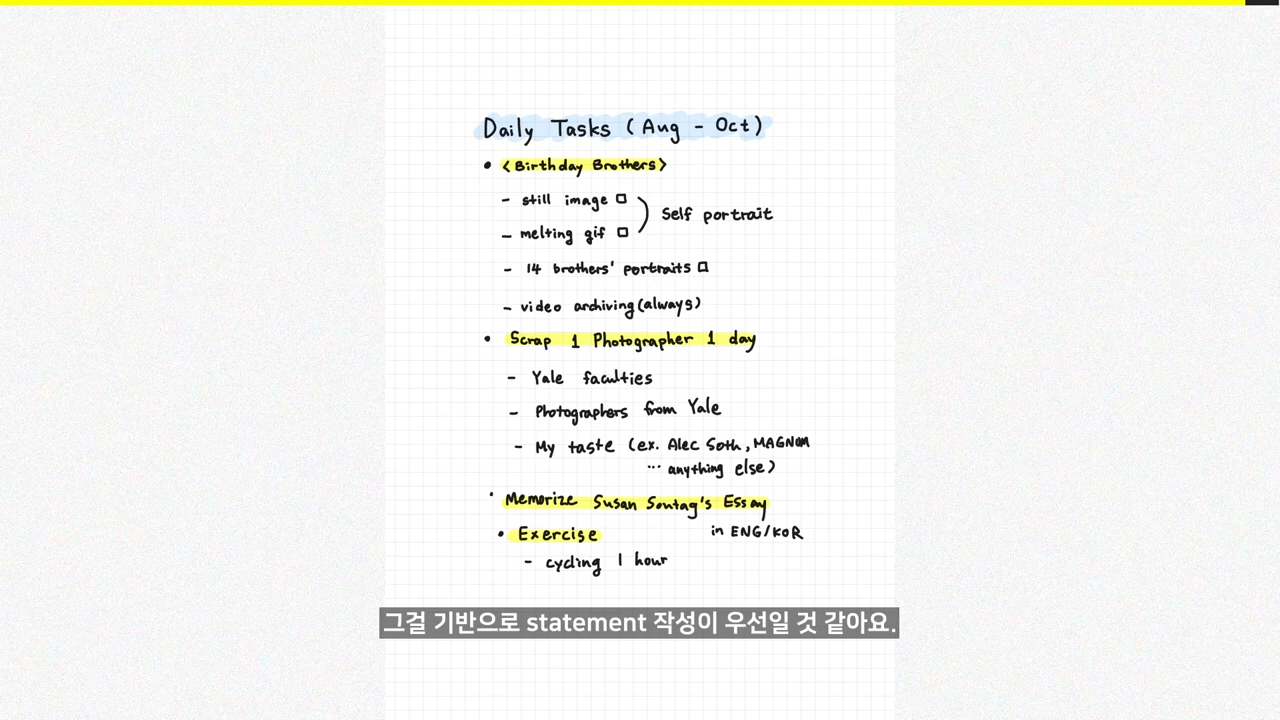 Daily Tasks (Aug - Oct)
• <Birthday Brothers>
- still image □
- melting gif □
Self portrait
- 14 brothers' portraits □
- video archiving (always)
• Scrap 1 Photographer 1 day
- Yale faculties
- Photographers from Yale
- My taste (ex. Alec Soth, MAGNUM
... anything else)
• Memorize Susan Sontag's Essay
in ENG/KOR
• Exercise
- cycling 1 hour
그걸 기반으로 statement 작성이 우선일 것 같아요.